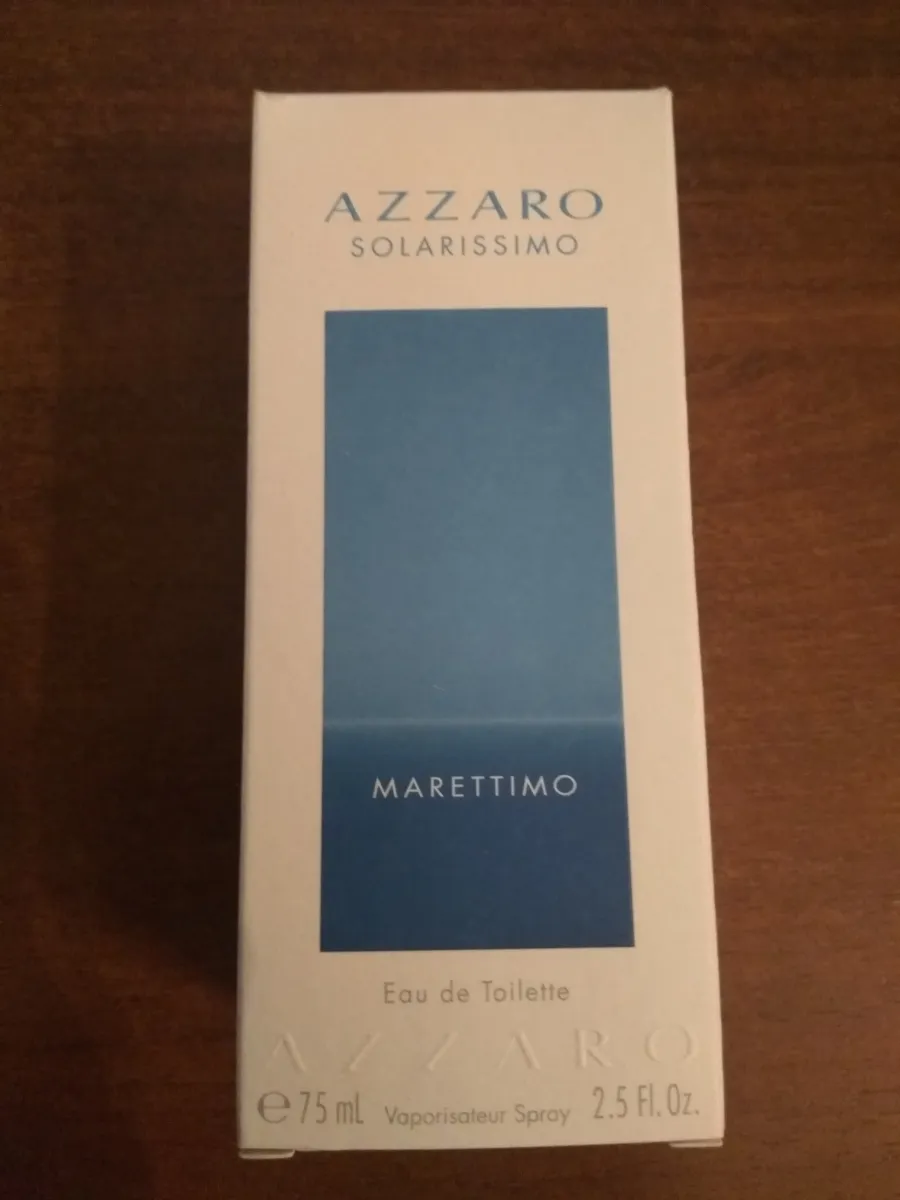 AZZARO
SOLARISSIMO
MARETTIMO
Eau de Toilette
AZZARO
℮ 75 mL Vaporisateur Spray 2.5 Fl. Oz.